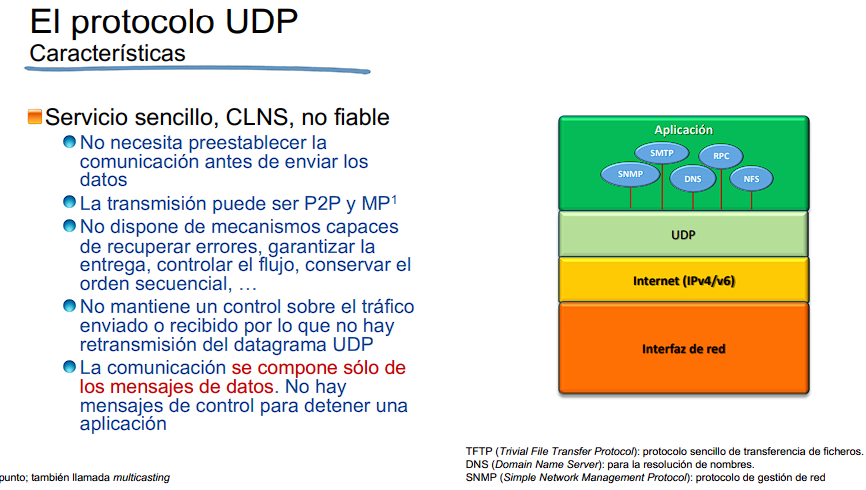 El protocolo UDP
Características
Servicio sencillo, CLNS, no fiable
No necesita preestablecer la
comunicación antes de enviar los
datos
La transmisión puede ser P2P y MP¹
No dispone de mecanismos capaces
de recuperar errores, garantizar la
entrega, controlar el flujo, conservar el
orden secuencial, …
No mantiene un control sobre el tráfico
enviado o recibido por lo que no hay
retransmisión del datagrama UDP
La comunicación se compone sólo de
los mensajes de datos. No hay
mensajes de control para detener una
aplicación
Aplicación
SMTP
RPC
SNMP
DNS
NFS
UDP
Internet (IPv4/v6)
Interfaz de red
TFTP (Trivial File Transfer Protocol): protocolo sencillo de transferencia de ficheros.
DNS (Domain Name Server): para la resolución de nombres.
SNMP (Simple Network Management Protocol): protocolo de gestión de red
punto; también llamada multicasting